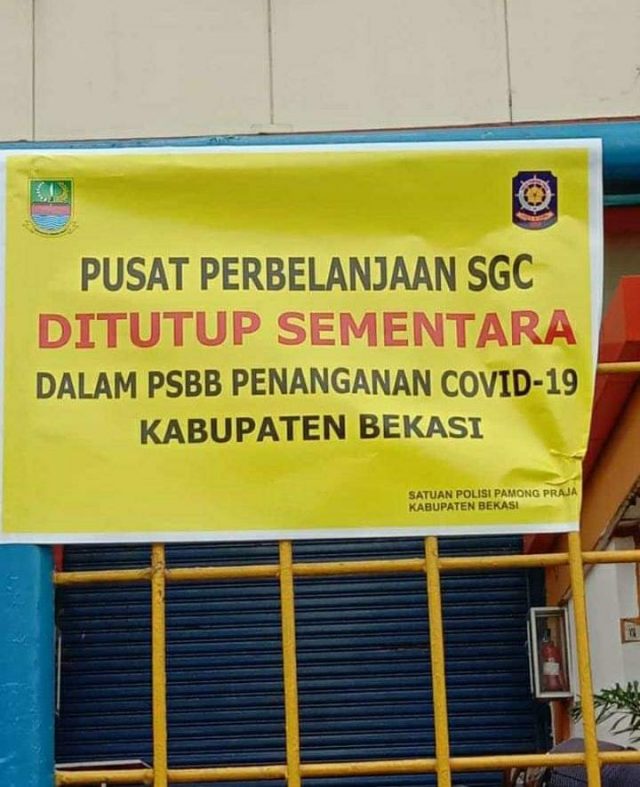 PUSAT PERBELANJAAN SGC
DITUTUP SEMENTARA
DALAM PSBB PENANGANAN COVID-19
KABUPATEN BEKASI
SATUAN POLISI PAMONG PRAJA
KABUPATEN BEKASI